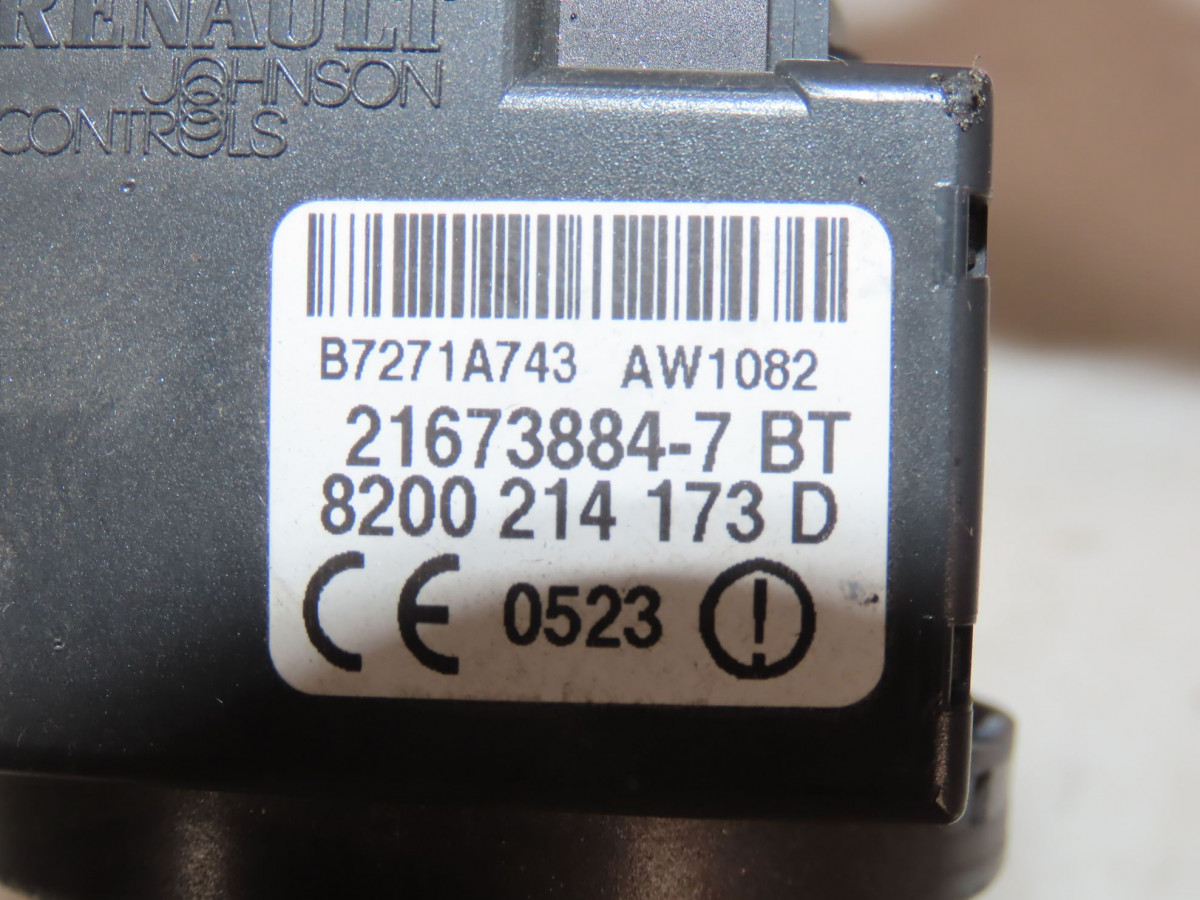 RENAULT
JOHNSON
CONTROLS
B7271A743 AW1082
21673884-7 BT
8200 214 173 D
CE 0523 !